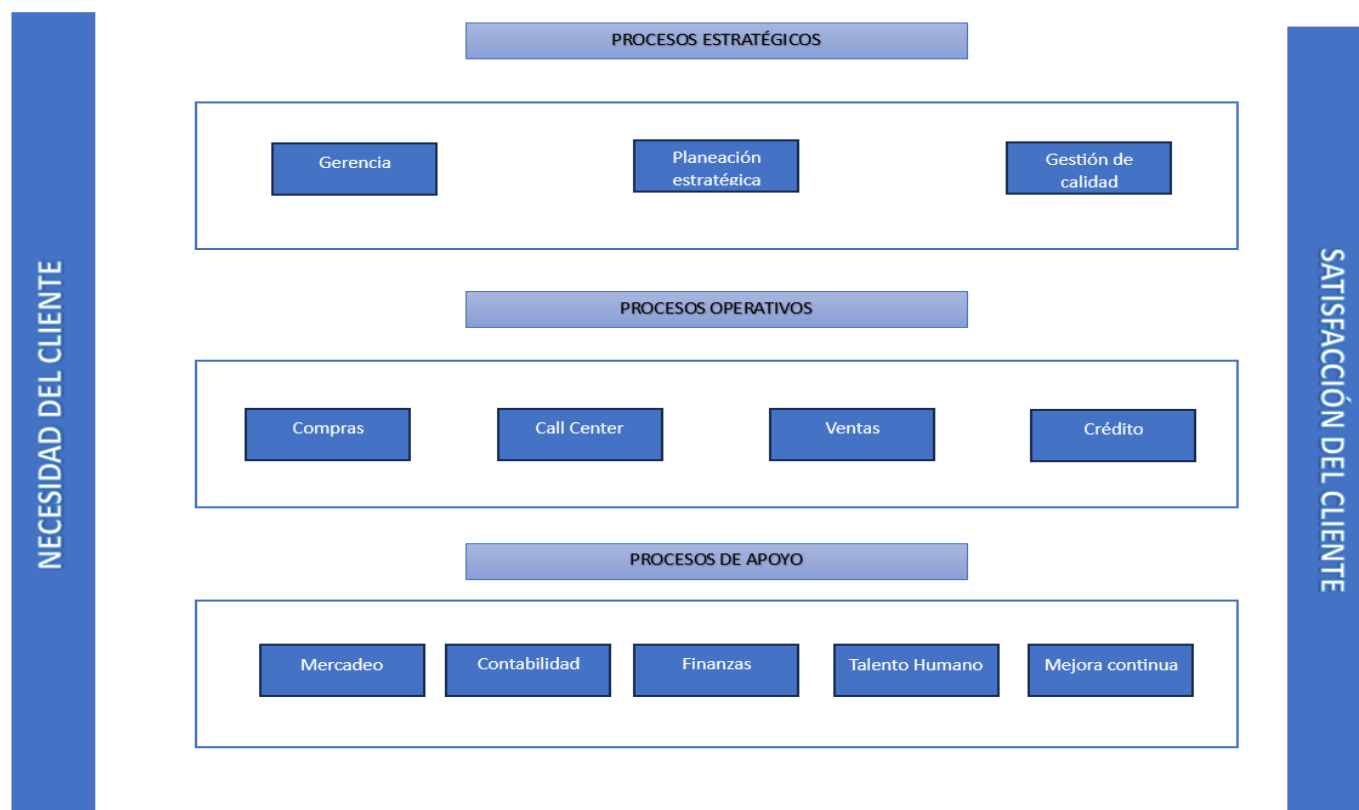 NECESIDAD DEL CLIENTE
PROCESOS ESTRATÉGICOS
Gerencia
Planeación
estratégica
Gestión de
calidad
PROCESOS OPERATIVOS
Compras
Call Center
Ventas
Crédito
PROCESOS DE APOYO
Mercadeo
Contabilidad
Finanzas
Talento Humano
Mejora continua
SATISFACCIÓN DEL CLIENTE